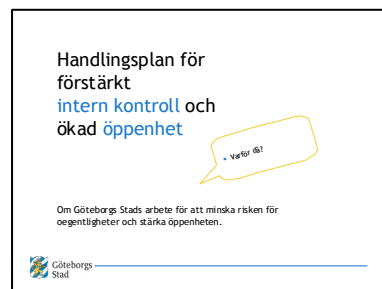 Handlingsplan för
förstärkt
intern kontroll och
ökad öppenhet
• Varför då?
Om Göteborgs Stads arbete för att minska risken för
oegentligheter och stärka öppenheten.
Göteborgs
Stad